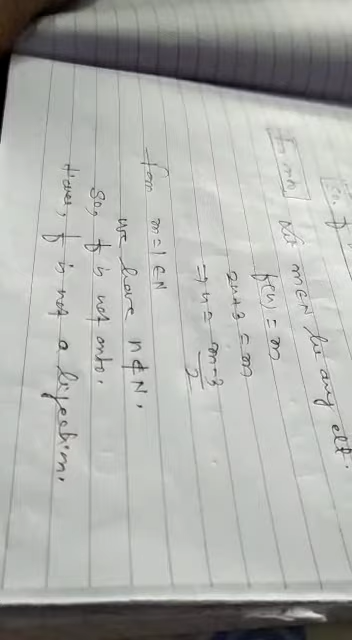 So, f
For onto Let m ∈ N be any elt.
f(n) = m
2n+3 = m
⇒ n = m-3/2
For m = 1 ∈ N
we have n ∉ N.
So, f is not onto.
Hence, f is not a bijection.